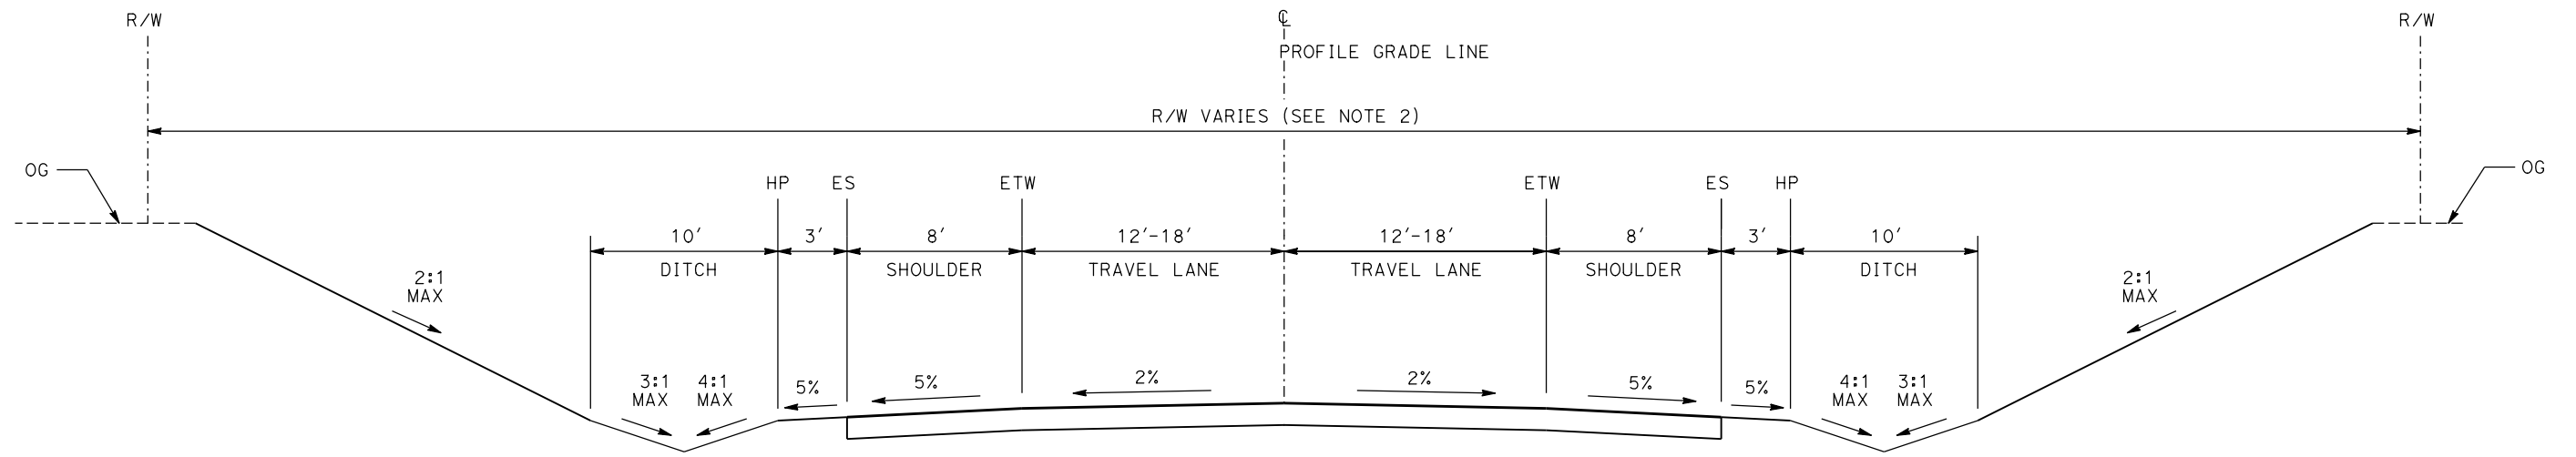 R/W
℄
R/W
PROFILE GRADE LINE
R/W VARIES (SEE NOTE 2)
OG
OG
HP
ES
ETW
ETW
ES
HP
10'
3'
8'
12'-18'
12'-18'
8'
3'
10'
DITCH
SHOULDER
TRAVEL LANE
TRAVEL LANE
SHOULDER
DITCH
2:1
MAX
2:1
MAX
3:1
MAX
4:1
MAX
5%
5%
2%
2%
5%
5%
4:1
MAX
3:1
MAX